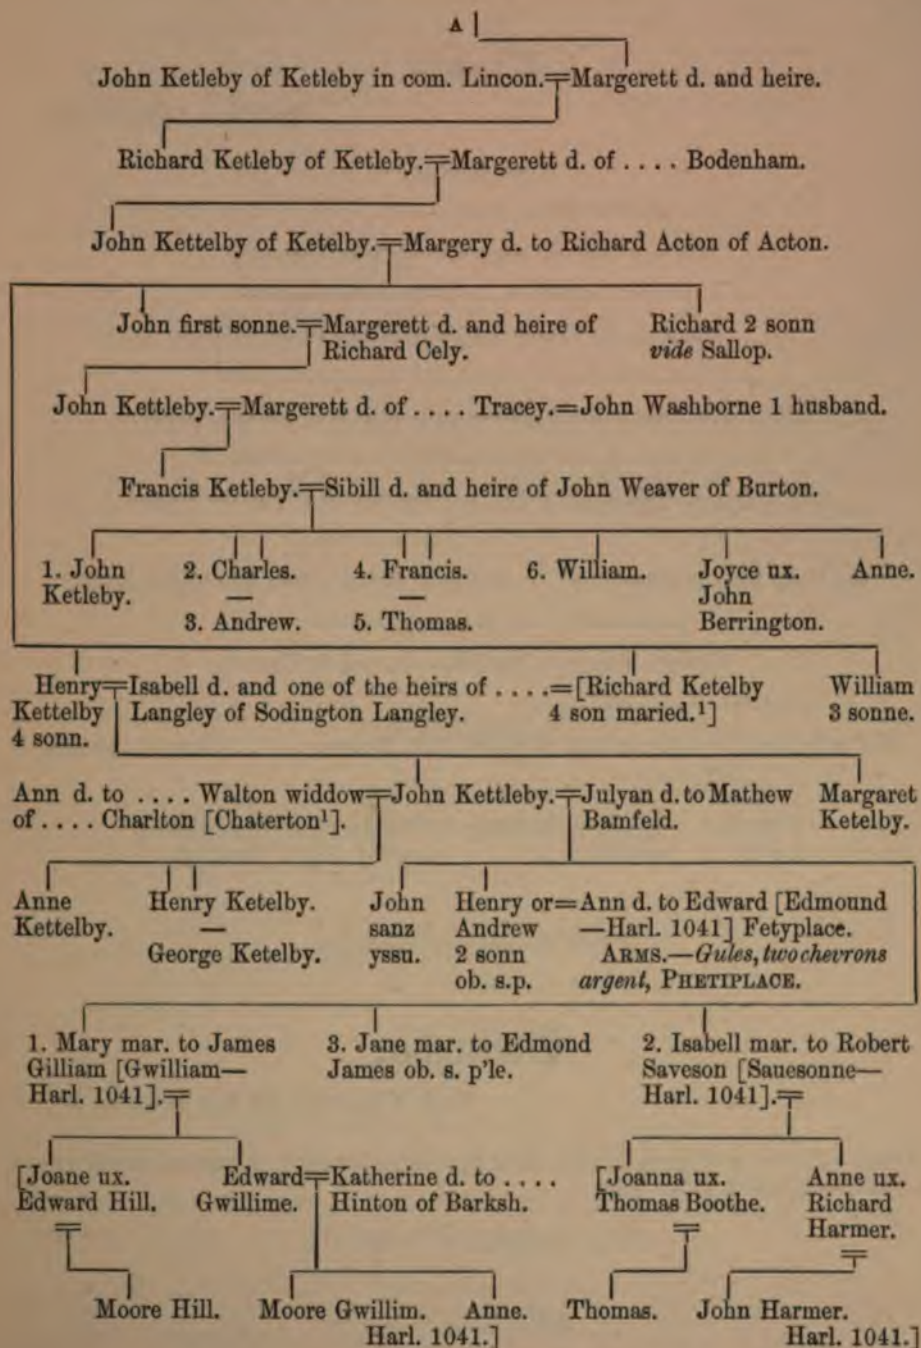 A
John Ketleby of Ketleby in com. Lincon.=Margerett d. and heire.
Richard Ketleby of Ketleby.=Margerett d. of . . . . Bodenham.
John Kettelby of Ketelby.=Margery d. to Richard Acton of Acton.
John first sonne.=Margerett d. and heire of Richard 2 sonn
Richard Cely. vide Sallop.
John Kettleby.=Margerett d. of . . . . Tracey.=John Washborne 1 husband.
Francis Ketleby.=Sibill d. and heire of John Weaver of Burton.
1. John 2. Charles. 4. Francis. 6. William. Joyce ux. Anne.
Ketleby. — — John
3. Andrew. 5. Thomas. Berrington.
Henry=Isabell d. and one of the heirs of . . . .=[Richard Ketelby William
Kettelby Langley of Sodington Langley. 4 son maried.¹] 3 sonne.
4 sonn.
Ann d. to . . . . Walton widdow=John Kettleby.=Julyan d. to Mathew Margaret
of . . . . Charlton [Chaterton¹]. Bamfeld. Ketelby.
Anne Henry Ketelby. John Henry or=Ann d. to Edward [Edmound
Kettelby. — sanz Andrew —Harl. 1041] Fetyplace.
George Ketelby. yssu. 2 sonn ARMS.—Gules, two chevrons
ob. s.p. argent, PHETIPLACE.
1. Mary mar. to James 3. Jane mar. to Edmond 2. Isabell mar. to Robert
Gilliam [Gwilliam— James ob. s. p'le. Saveson [Sauesonne—
Harl. 1041].= Harl. 1041].=
[Joane ux. Edward=Katherine d. to . . . . [Joanna ux. Anne ux.
Edward Hill. Gwillime. Hinton of Barksh. Thomas Boothe. Richard
Harmer.
Moore Hill. Moore Gwillim. Anne. Thomas. John Harmer.
Harl. 1041.] Harl. 1041.]